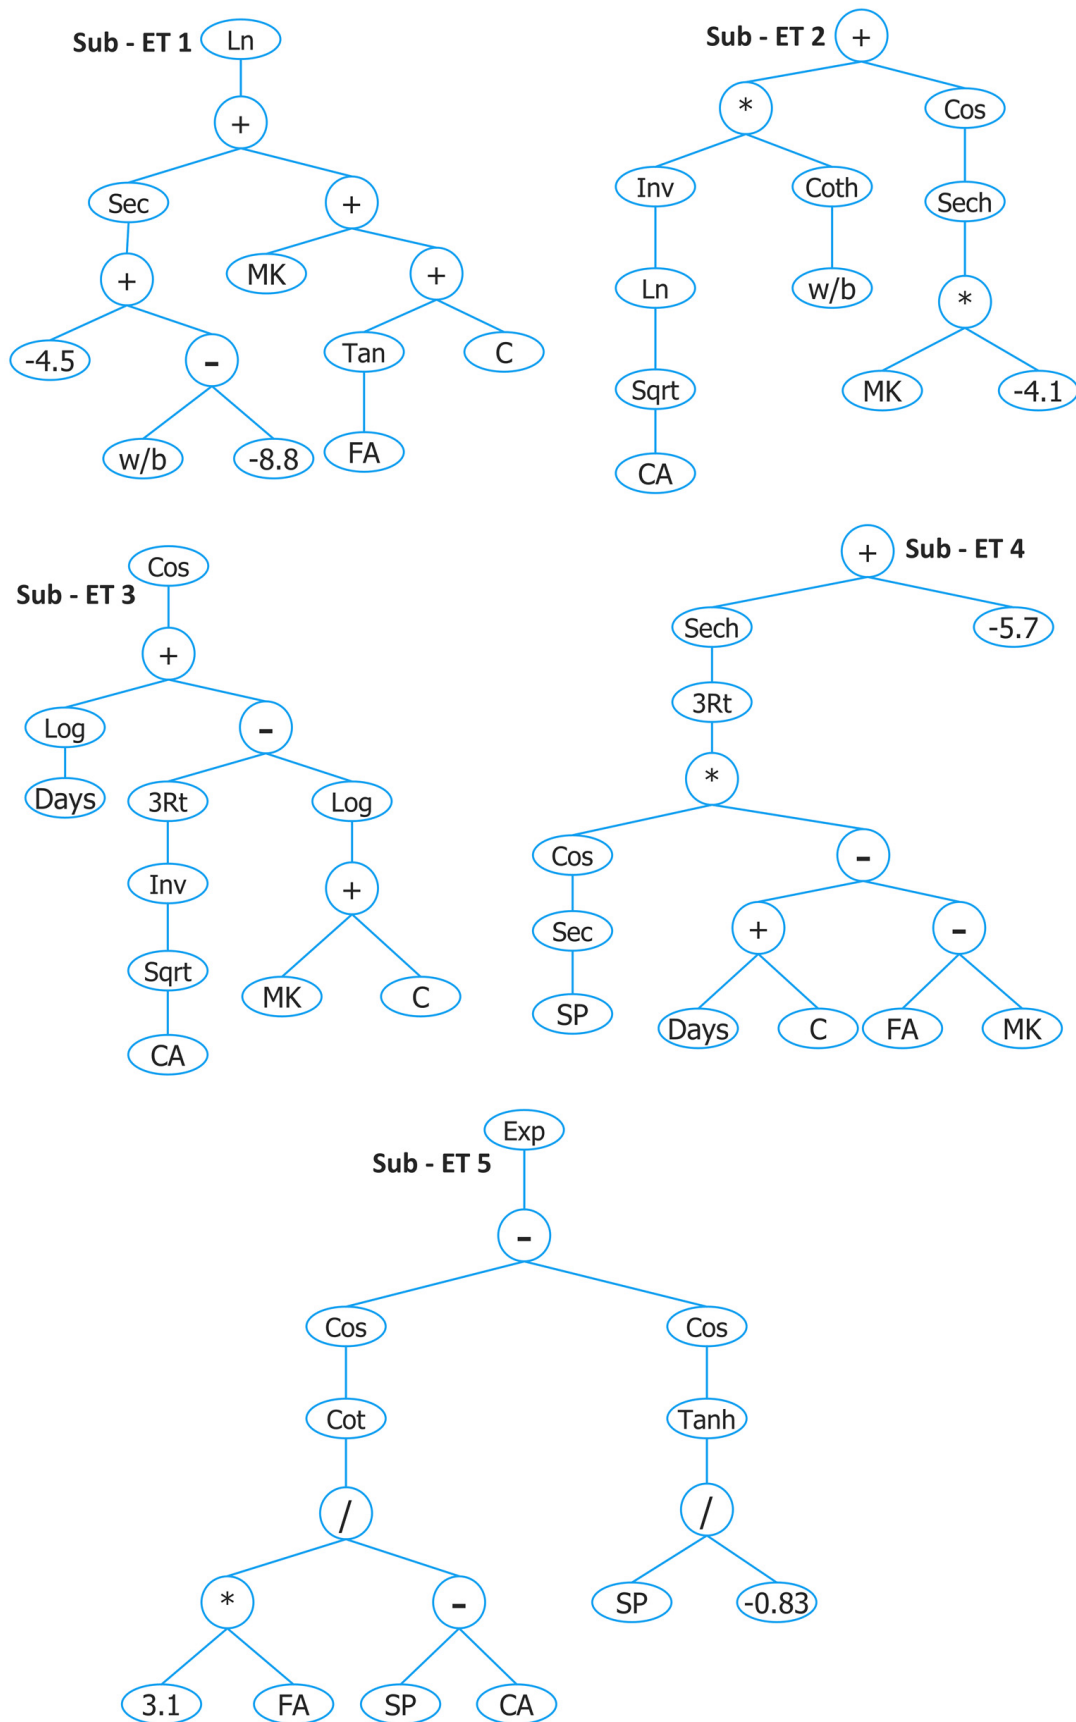 Sub - ET 1
Ln
+
Sec
+
+
MK
+
-4.5
-
Tan
C
w/b
-8.8
FA
Sub - ET 2
+
*
Cos
Inv
Coth
Sech
Ln
w/b
*
Sqrt
MK
-4.1
CA
Sub - ET 3
Cos
+
Log
-
Days
3Rt
Log
Inv
+
Sqrt
MK
C
CA
Sub - ET 4
+
Sech
-5.7
3Rt
*
Cos
-
Sec
+
-
SP
Days
C
FA
MK
Sub - ET 5
Exp
-
Cos
Cos
Cot
Tanh
/
/
*
-
SP
-0.83
3.1
FA
SP
CA